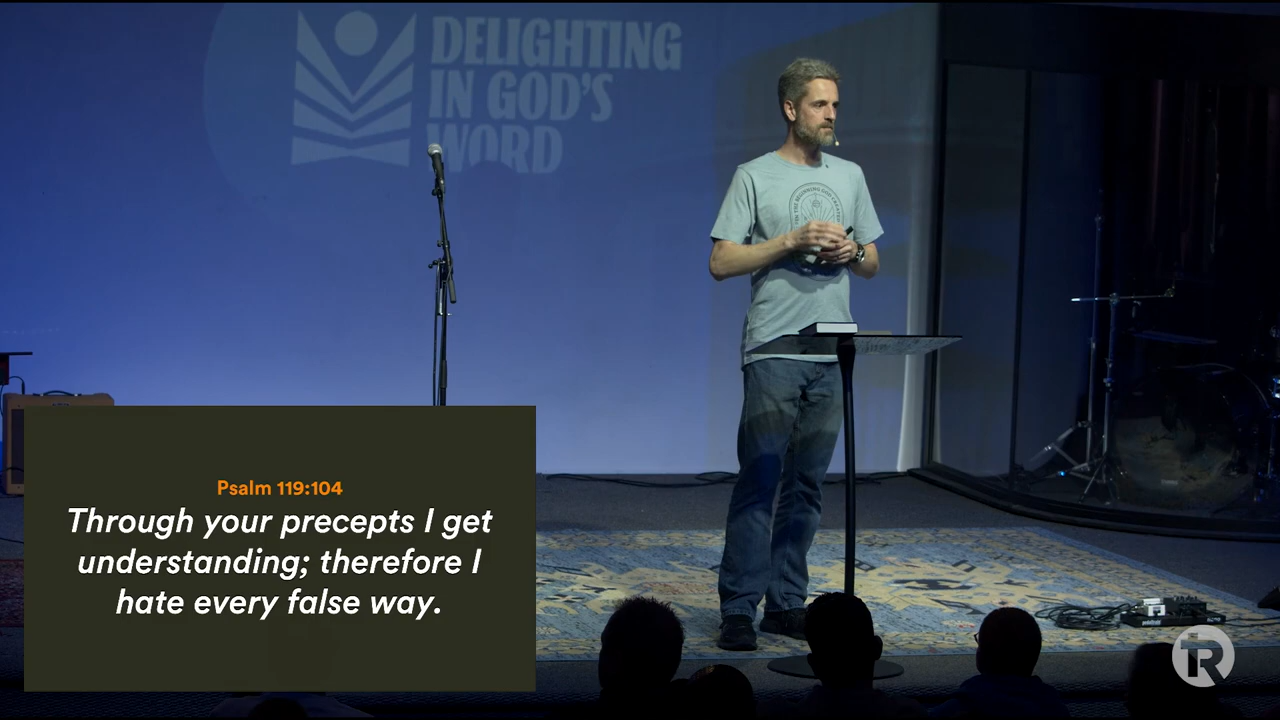 DELIGHTING
IN GOD'S
WORD
Psalm 119:104
Through your precepts I get
understanding; therefore I
hate every false way.